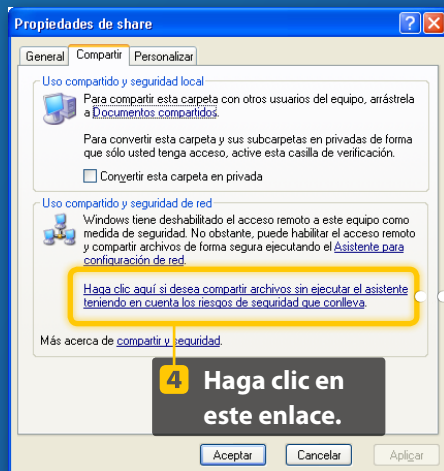 Propiedades de share
General Compartir Personalizar
Uso compartido y seguridad local
Para compartir esta carpeta con otros usuarios del equipo, arrástrela
a Documentos compartidos.
Para convertir esta carpeta y sus subcarpetas en privadas de forma
que sólo usted tenga acceso, active esta casilla de verificación.
Convertir esta carpeta en privada
Uso compartido y seguridad de red
Windows tiene deshabilitado el acceso remoto a este equipo como
medida de seguridad. No obstante, puede habilitar el acceso remoto
y compartir archivos de forma segura ejecutando el Asistente para
configuración de red.
Haga clic aquí si desea compartir archivos sin ejecutar el asistente
teniendo en cuenta los riesgos de seguridad que conlleva.
Más acerca de compartir y seguridad.
4 Haga clic en
este enlace.
Aceptar Cancelar Aplicar